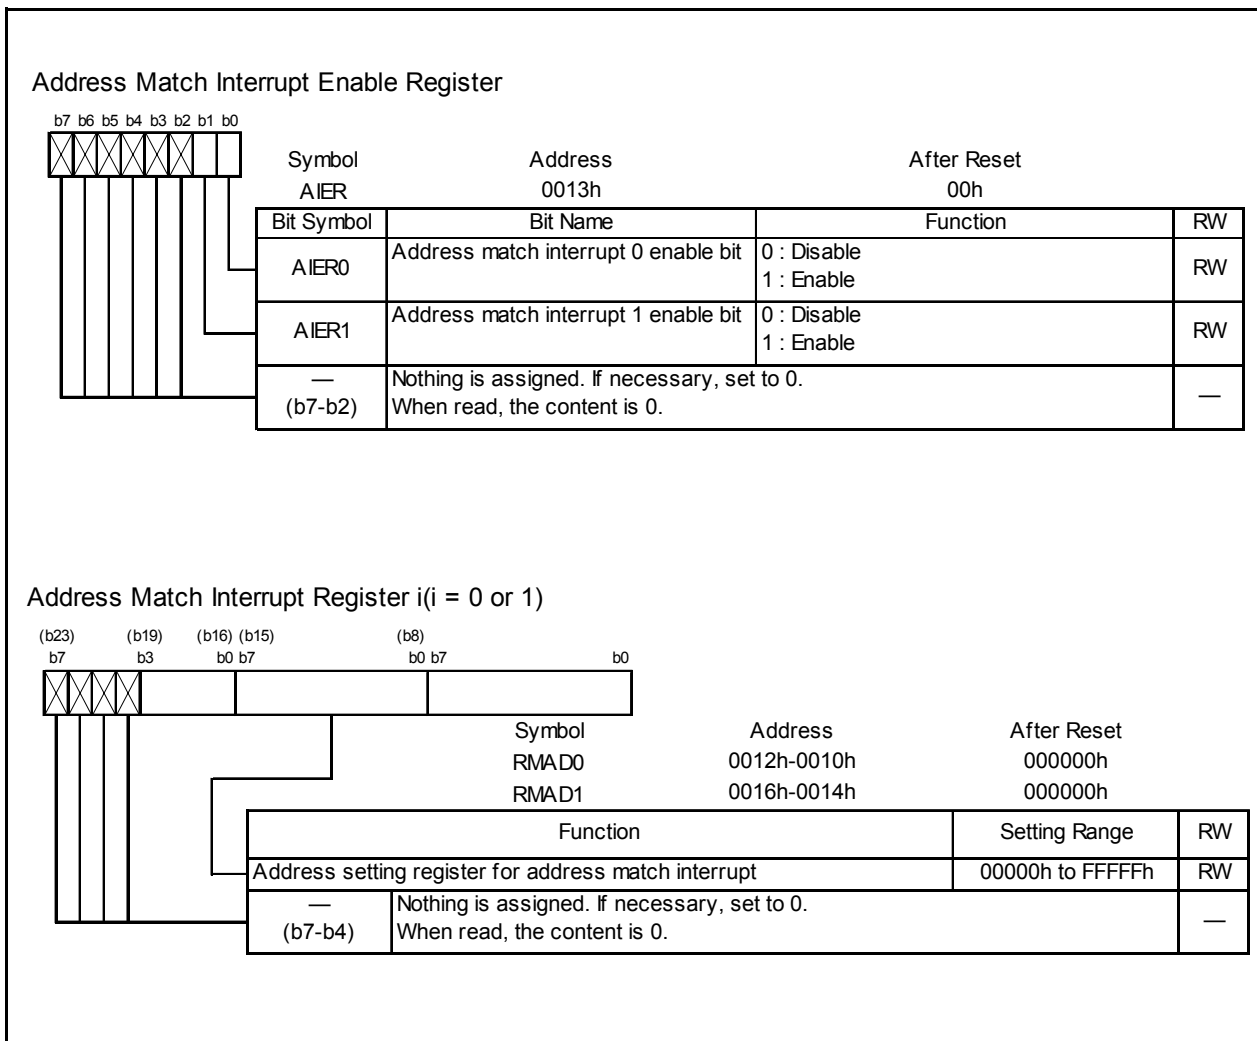 Address Match Interrupt Enable Register
b7 b6 b5 b4 b3 b2 b1 b0
Symbol Address After Reset
AIER 0013h 00h
Bit Symbol Bit Name Function RW
AIER0 Address match interrupt 0 enable bit 0 : Disable RW
1 : Enable
AIER1 Address match interrupt 1 enable bit 0 : Disable RW
1 : Enable
— Nothing is assigned. If necessary, set to 0. —
(b7-b2) When read, the content is 0.
Address Match Interrupt Register i(i = 0 or 1)
(b23) (b19) (b16) (b15) (b8)
b7 b3 b0 b7 b0 b7 b0
Symbol Address After Reset
RMAD0 0012h-0010h 000000h
RMAD1 0016h-0014h 000000h
Function Setting Range RW
Address setting register for address match interrupt 00000h to FFFFFh RW
— Nothing is assigned. If necessary, set to 0. —
(b7-b4) When read, the content is 0.